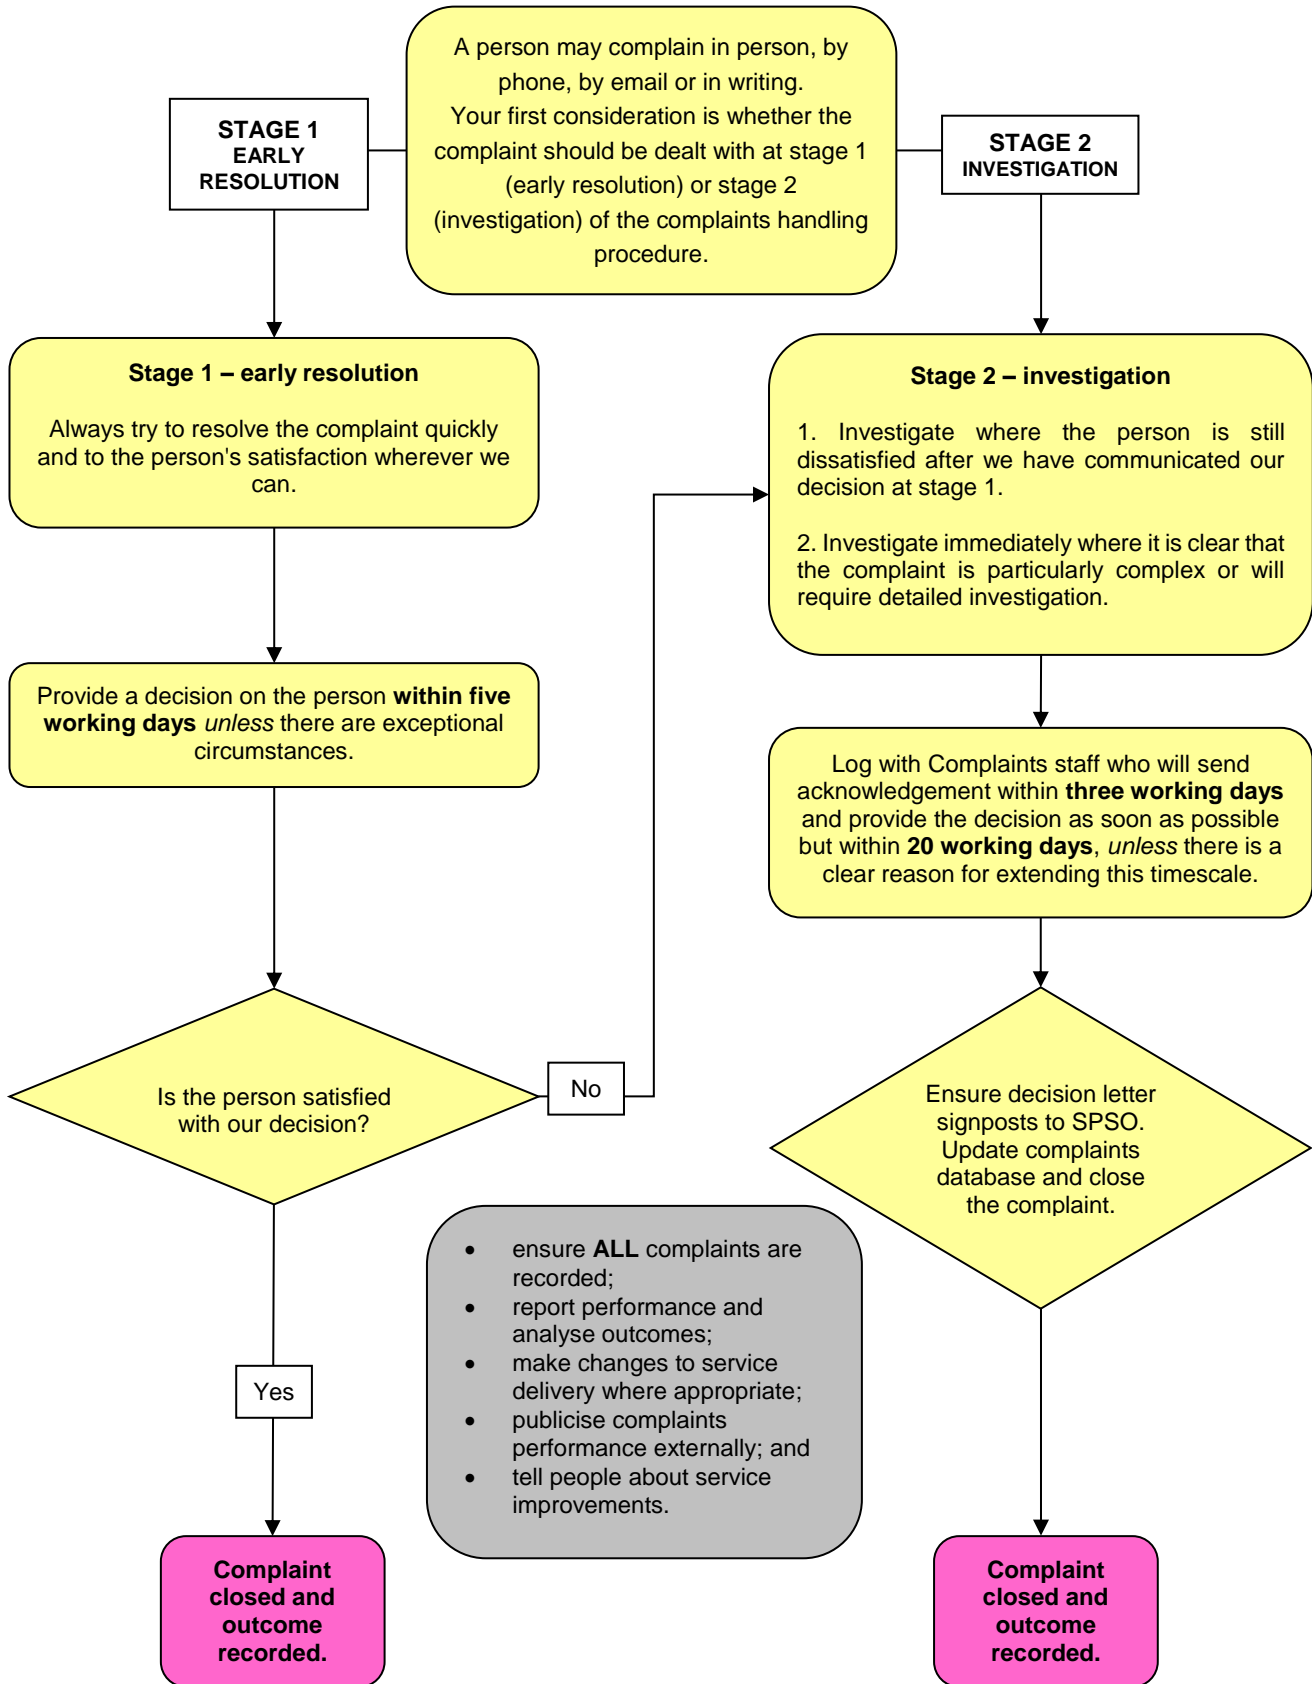 A person may complain in person, by
phone, by email or in writing.
Your first consideration is whether the
complaint should be dealt with at stage 1
(early resolution) or stage 2
(investigation) of the complaints handling
procedure.
STAGE 1
EARLY
RESOLUTION
STAGE 2
INVESTIGATION
Stage 1 – early resolution
Always try to resolve the complaint quickly
and to the person's satisfaction wherever we
can.
Stage 2 – investigation
1. Investigate where the person is still
dissatisfied after we have communicated our
decision at stage 1.
2. Investigate immediately where it is clear that
the complaint is particularly complex or will
require detailed investigation.
Provide a decision on the person within five
working days unless there are exceptional
circumstances.
Log with Complaints staff who will send
acknowledgement within three working days
and provide the decision as soon as possible
but within 20 working days, unless there is a
clear reason for extending this timescale.
Is the person satisfied
with our decision?
No
Ensure decision letter
signposts to SPSO.
Update complaints
database and close
the complaint.
• ensure ALL complaints are
recorded;
• report performance and
analyse outcomes;
• make changes to service
delivery where appropriate;
• publicise complaints
performance externally; and
• tell people about service
improvements.
Yes
Complaint
closed and
outcome
recorded.
Complaint
closed and
outcome
recorded.